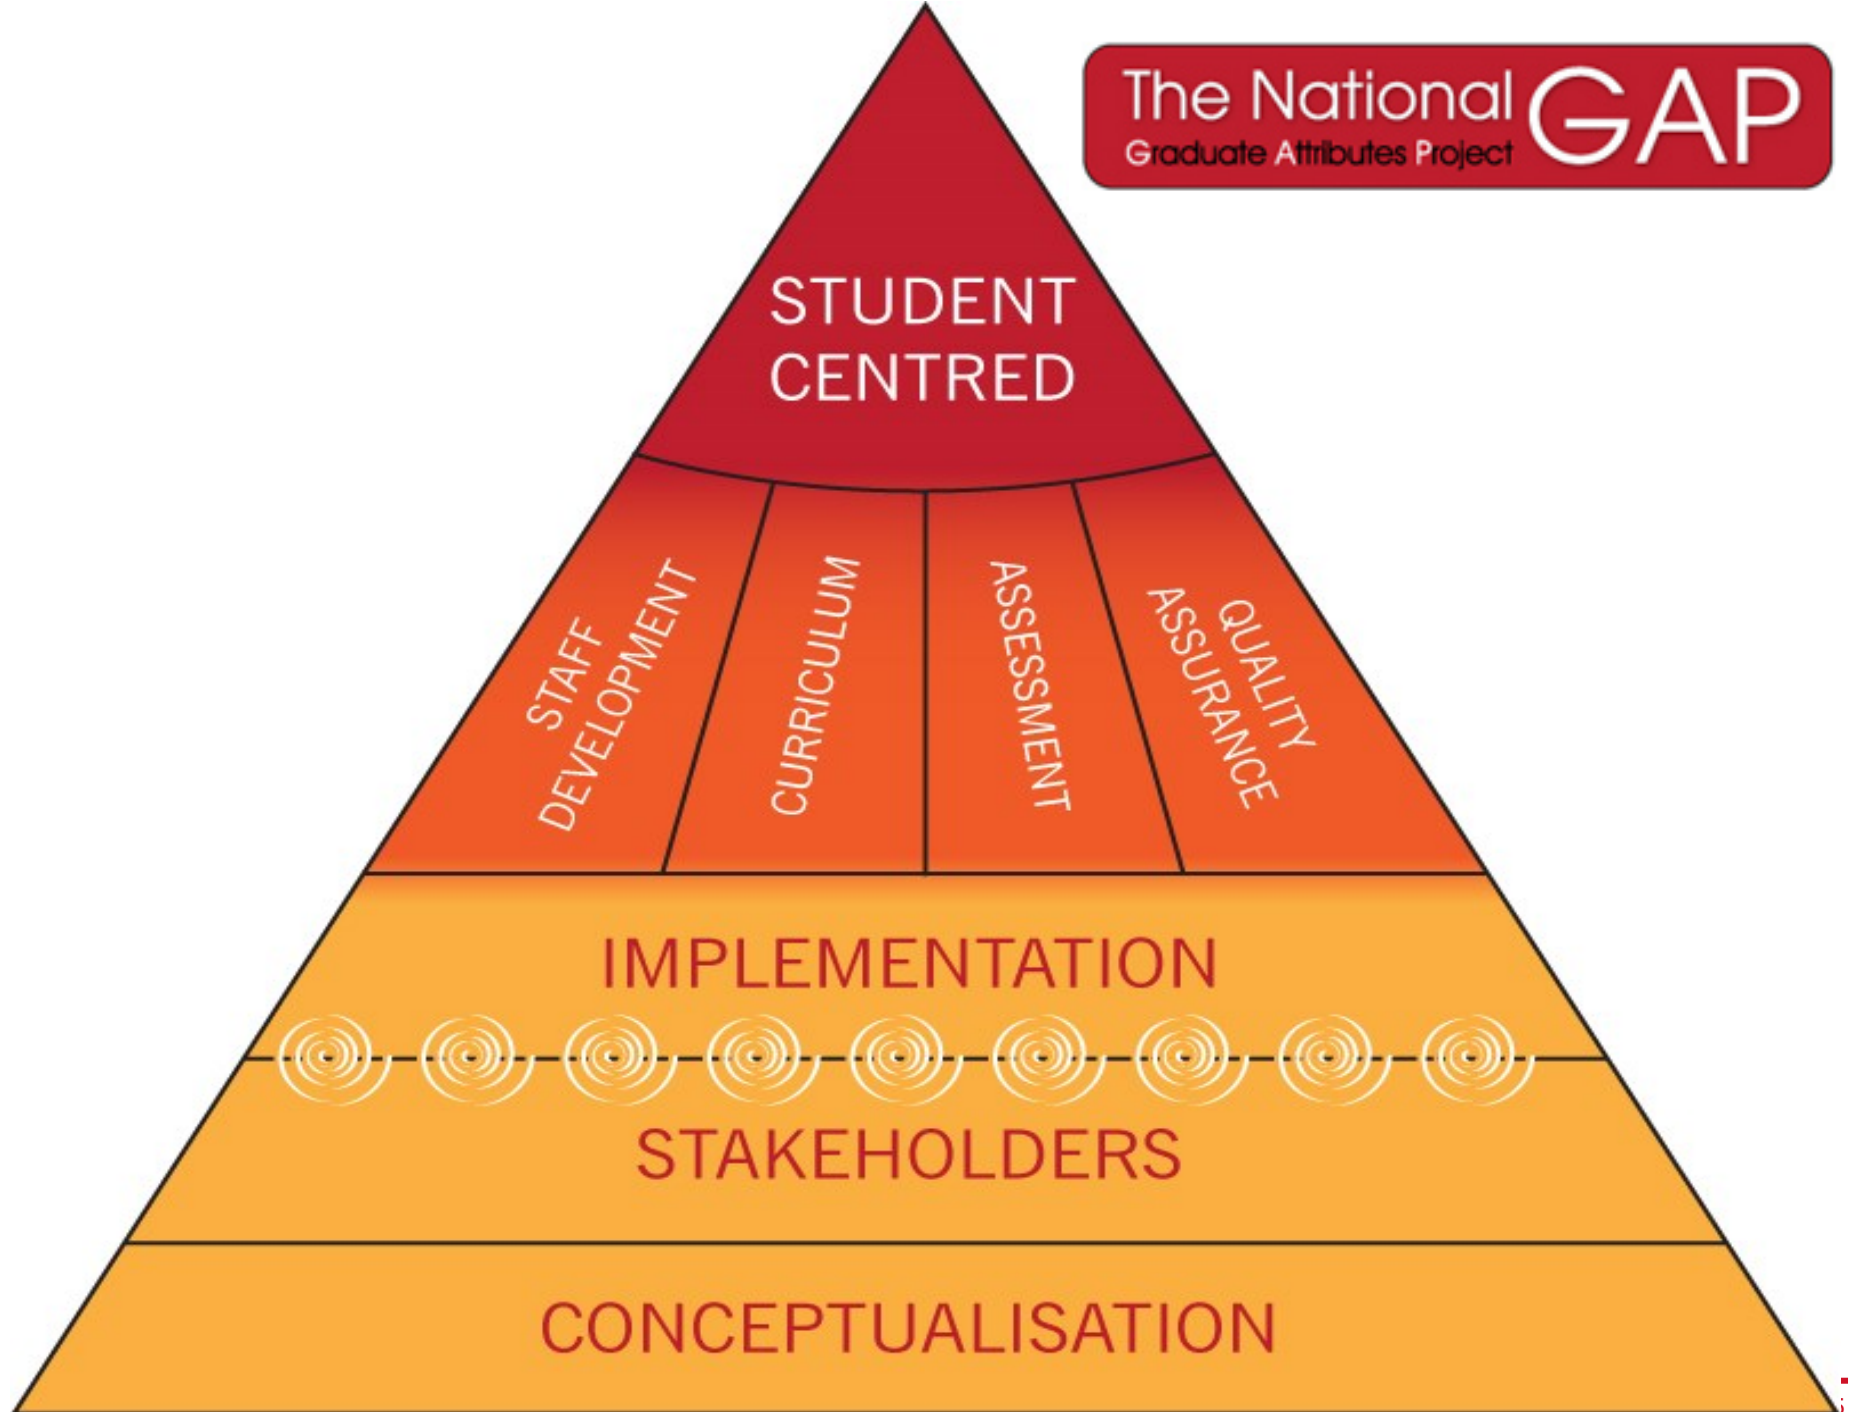 The National GAP
Graduate Attributes Project
STUDENT
CENTRED
STAFF
DEVELOPMENT
CURRICULUM
ASSESSMENT
QUALITY
ASSURANCE
IMPLEMENTATION
STAKEHOLDERS
CONCEPTUALISATION